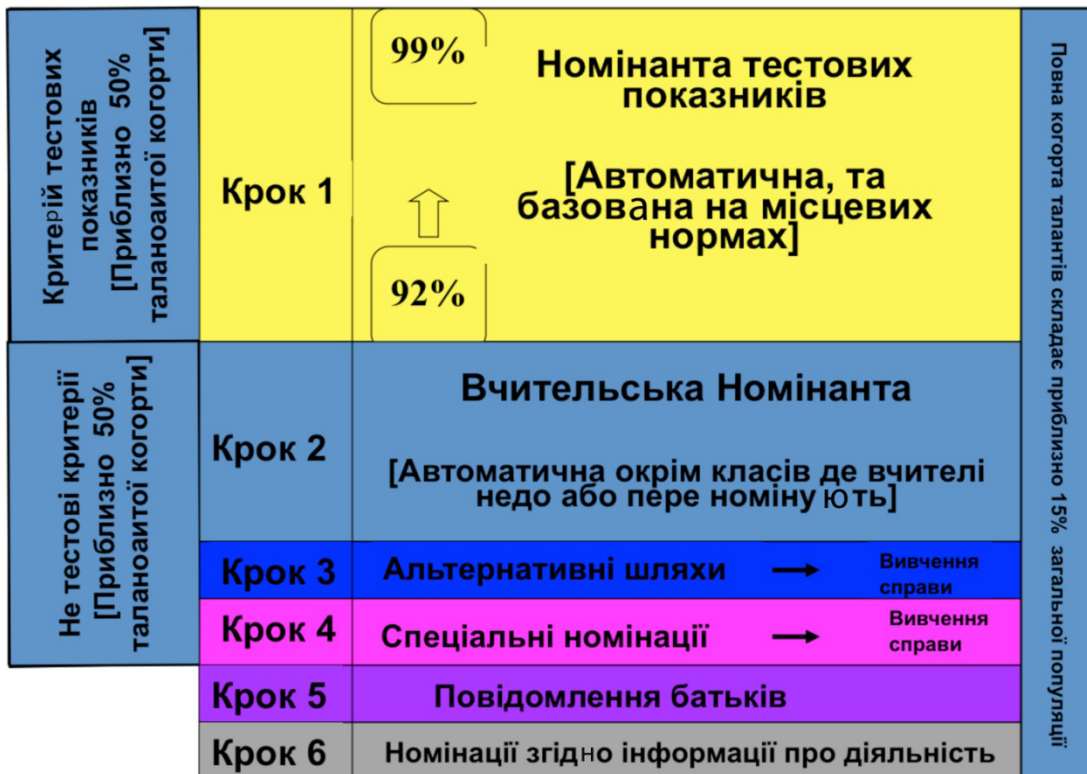 Критерій тестових
показників
[Приблизно 50%
таланоаитої когорти]
Крок 1
99%
92%
Номінанта тестових
показників
[Автоматична, та
базована на місцевих
нормах]
Не тестові критерії
[Приблизно 50%
таланоаитої когорти]
Крок 2
Вчительська Номінанта
[Автоматична окрім класів де вчителі
недо або пере номіну ють]
Крок 3
Альтернативні шляхи
Вивчення
справи
Крок 4
Спеціальні номінації
Вивчення
справи
Крок 5
Повідомлення батьків
Крок 6
Номінації згідно інформації про діяльність
Повна когорта талантів складає приблизно 15% загальної популяції